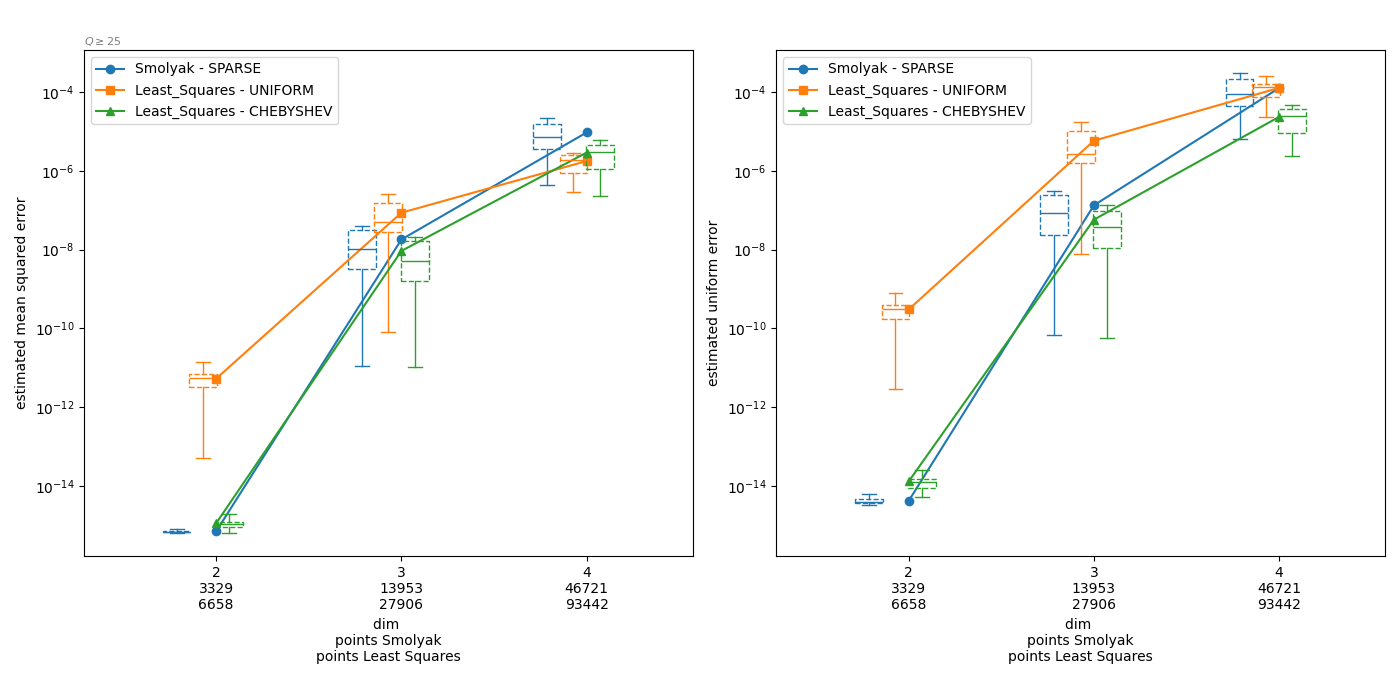 Q ≥ 25
Smolyak - SPARSE
Least_Squares - UNIFORM
Least_Squares - CHEBYSHEV
estimated mean squared error
10⁻⁴
10⁻⁶
10⁻⁸
10⁻¹⁰
10⁻¹²
10⁻¹⁴
2 3 4
3329 13953 46721
6658 27906 93442
dim
points Smolyak
points Least Squares
Smolyak - SPARSE
Least_Squares - UNIFORM
Least_Squares - CHEBYSHEV
estimated uniform error
10⁻⁴
10⁻⁶
10⁻⁸
10⁻¹⁰
10⁻¹²
10⁻¹⁴
2 3 4
3329 13953 46721
6658 27906 93442
dim
points Smolyak
points Least Squares